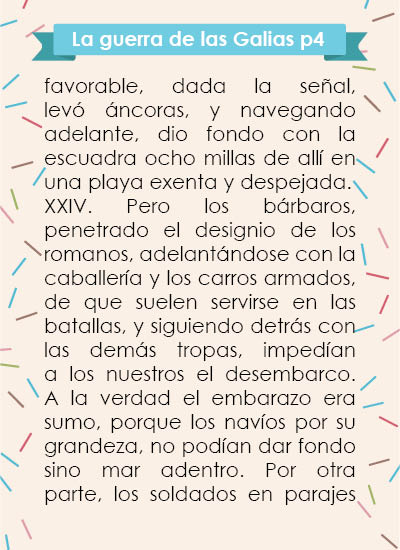 La guerra de las Galias p4
favorable, dada la señal,
levó áncoras, y navegando
adelante, dio fondo con la
escuadra ocho millas de allí en
una playa exenta y despejada.
XXIV. Pero los bárbaros,
penetrado el designio de los
romanos, adelantándose con la
caballería y los carros armados,
de que suelen servirse en las
batallas, y siguiendo detrás con
las demás tropas, impedían
a los nuestros el desembarco.
A la verdad el embarazo era
sumo, porque los navíos por su
grandeza, no podían dar fondo
sino mar adentro. Por otra
parte, los soldados en parajes